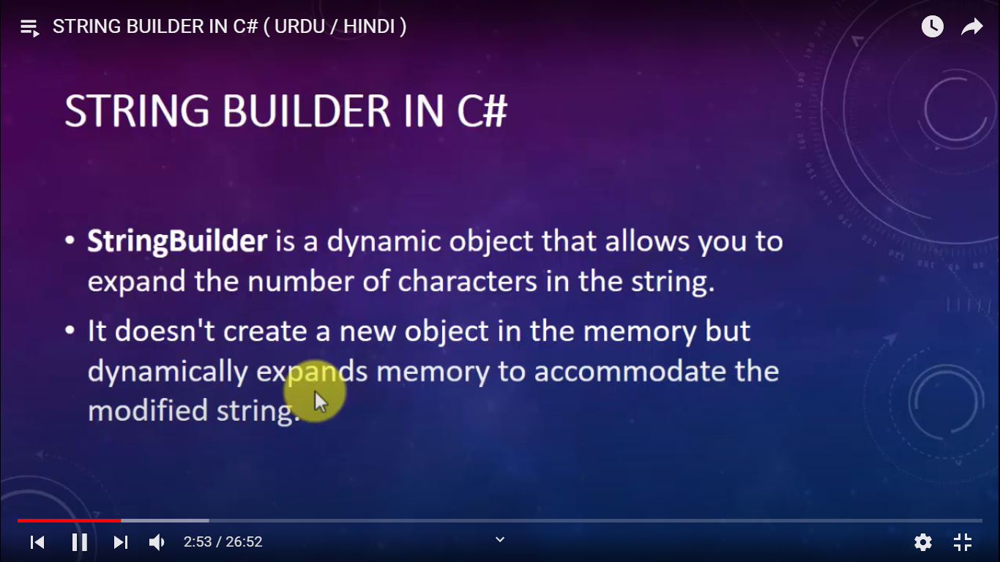 STRING BUILDER IN C# ( URDU / HINDI )
STRING BUILDER IN C#
• StringBuilder is a dynamic object that allows you to
expand the number of characters in the string.
• It doesn't create a new object in the memory but
dynamically expands memory to accommodate the
modified string.
2:53 / 26:52